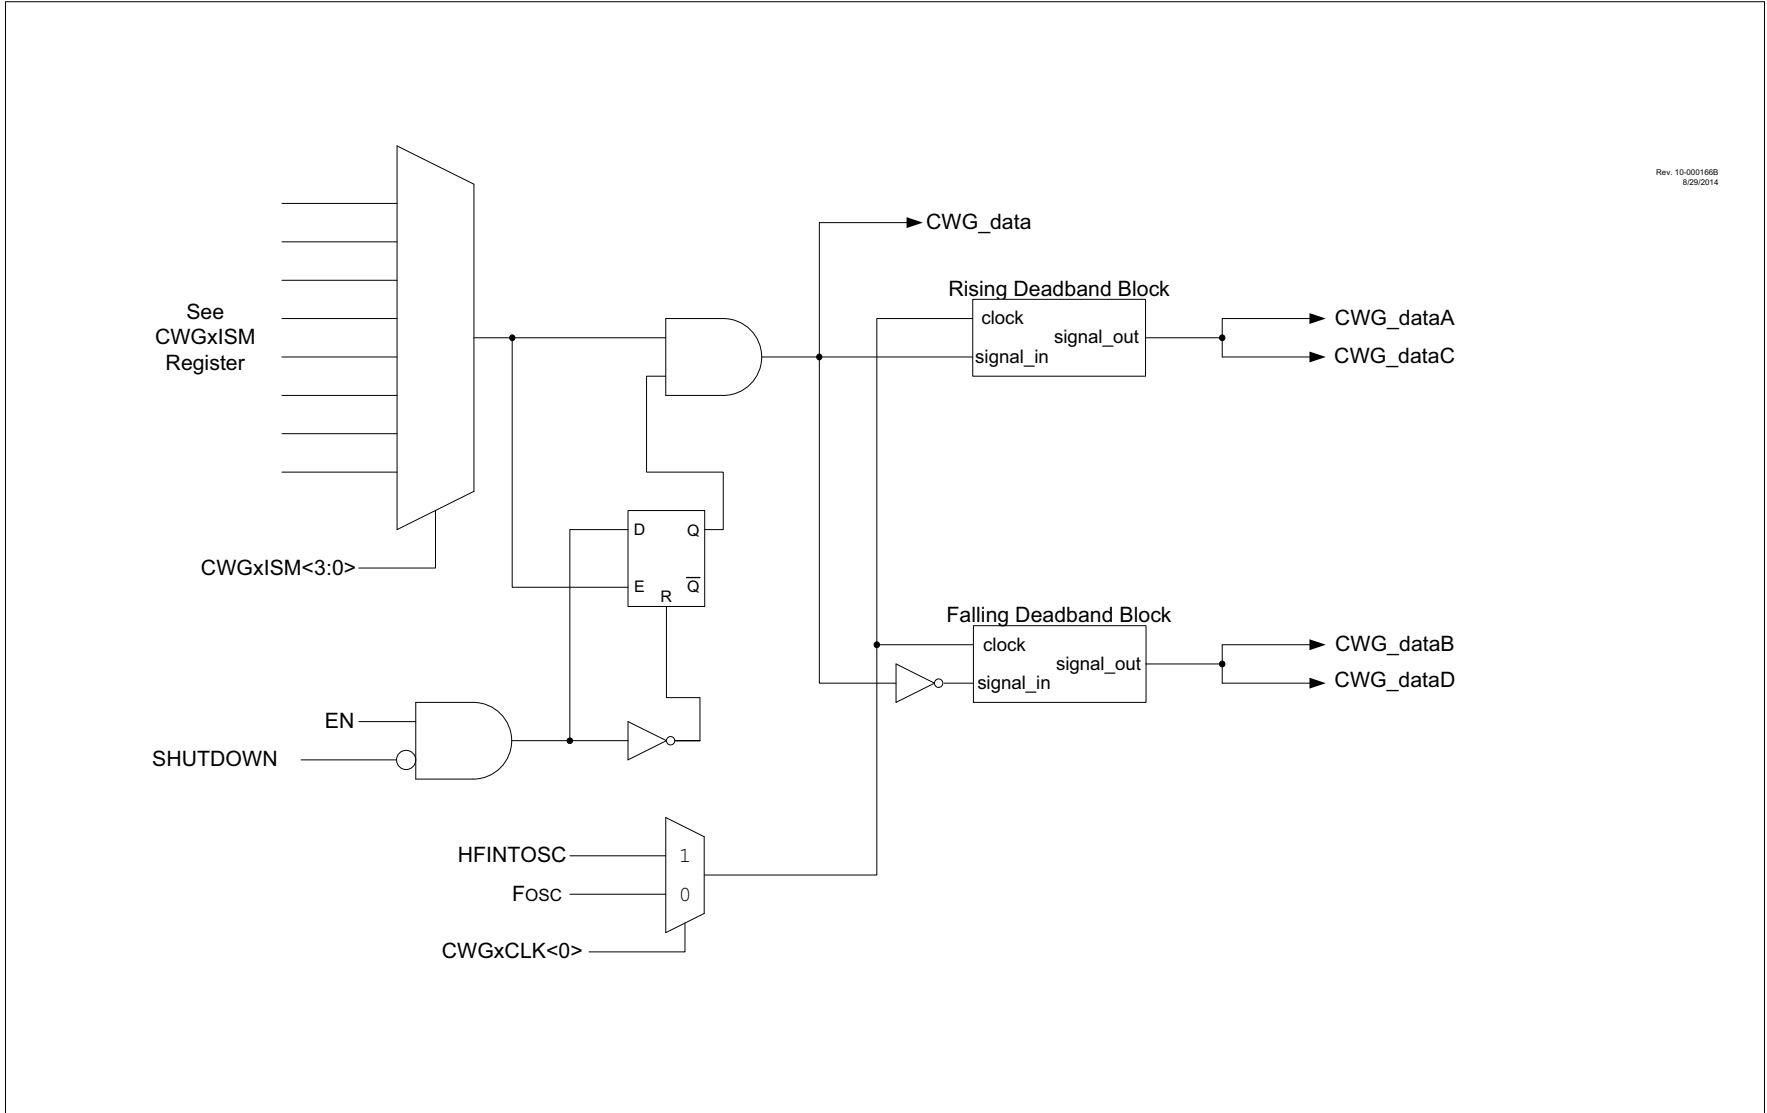 Rev. 10-000166B
8/29/2014
CWG_data
Rising Deadband Block
clock
signal_out
signal_in
CWG_dataA
CWG_dataC
See
CWGxISM
Register
D
Q
E
Q
R
CWGxISM<3:0>
Falling Deadband Block
clock
signal_out
signal_in
CWG_dataB
CWG_dataD
EN
SHUTDOWN
HFINTOSC
1
FOSC
0
CWGxCLK<0>